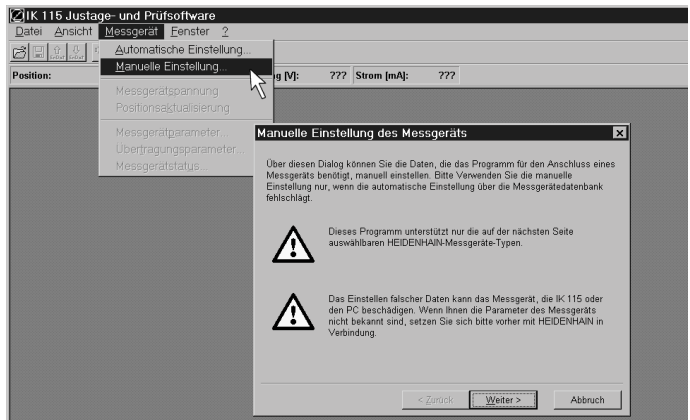 IK 115 Justage- und Prüfsoftware
Datei Ansicht Messgerät Fenster ?
Automatische Einstellung...
Manuelle Einstellung...
Position: ng [V]: ??? Strom [mA]: ???
Messgerätspannung
Positionsaktualisierung
Messgerätparameter...
Übertragungsparameter...
Messgerätstatus...
Manuelle Einstellung des Messgeräts
Über diesen Dialog können Sie die Daten, die das Programm für den Anschluss eines
Messgeräts benötigt, manuell einstellen. Bitte Verwenden Sie die manuelle
Einstellung nur, wenn die automatische Einstellung über die Messgerätedatenbank
fehlschlägt.
Dieses Programm unterstützt nur die auf der nächsten Seite
auswählbaren HEIDENHAIN-Messgeräte-Typen.
Das Einstellen falscher Daten kann das Messgerät, die IK 115 oder
den PC beschädigen. Wenn Ihnen die Parameter des Messgeräts
nicht bekannt sind, setzen Sie sich bitte vorher mit HEIDENHAIN in
Verbindung.
< Zurück Weiter > Abbruch